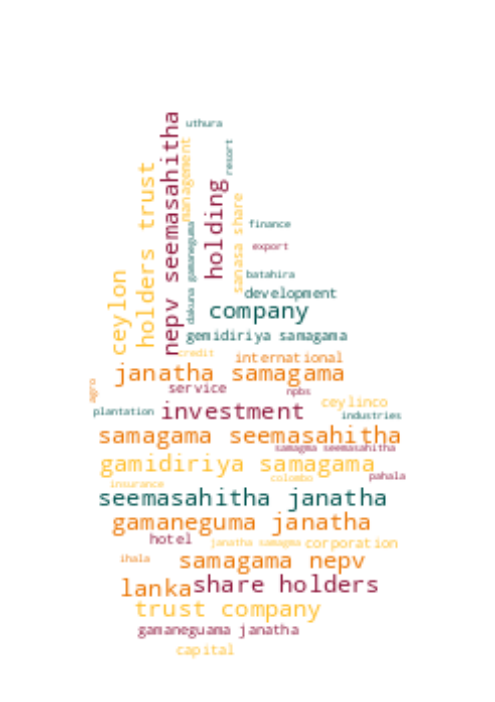 uthura
nepv seemasahitha
management
resort
holders trust
holding
sanasa share
finance
dakuna gamaneguma
export
ceylon
batahira
development
company
gemidiriya samagama
credit
international
janatha samagama
agro
service
npbs
ceylinco
plantation
investment
industries
samagama seemasahitha
samagma seemasahitha
gamidiriya samagama
colombo
pahala
insurance
seemasahitha janatha
gamaneguma janatha
hotel
janatha samagma
corporation
ihala
samagama nepv
lanka
share holders
trust company
gamaneguama janatha
capital